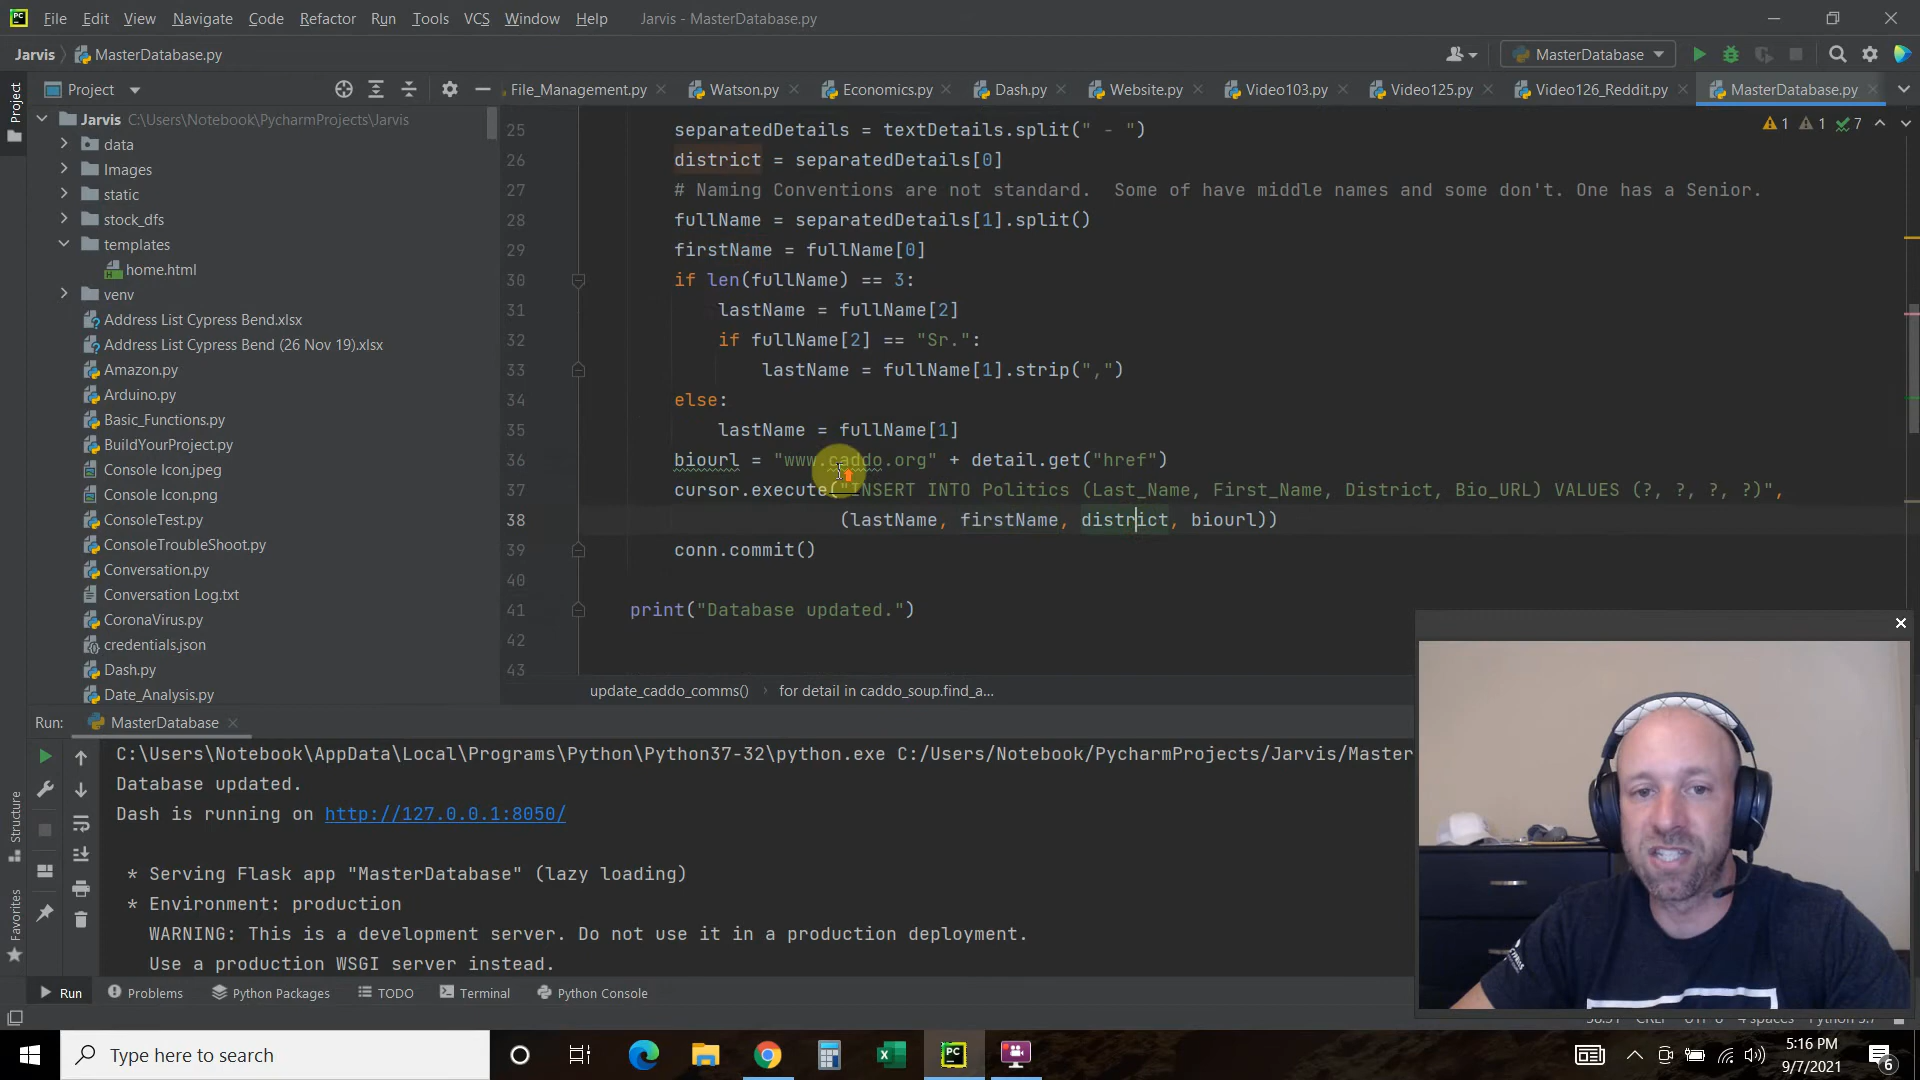 File Edit View Navigate Code Refactor Run Tools VCS Window Help Jarvis - MasterDatabase.py
Jarvis MasterDatabase.py MasterDatabase
Project File_Management.py Watson.py Economics.py Dash.py Website.py Video103.py Video125.py Video126_Reddit.py MasterDatabase.py
Project
Jarvis C:\Users\Notebook\PycharmProjects\Jarvis
data
Images
static
stock_dfs
templates
home.html
venv
Address List Cypress Bend.xlsx
Address List Cypress Bend (26 Nov 19).xlsx
Amazon.py
Arduino.py
Basic_Functions.py
BuildYourProject.py
Console Icon.jpeg
Console Icon.png
ConsoleTest.py
ConsoleTroubleShoot.py
Conversation.py
Conversation Log.txt
CoronaVirus.py
credentials.json
Dash.py
Date_Analysis.py
1 1 7
25 separatedDetails = textDetails.split(" - ")
26 district = separatedDetails[0]
27 # Naming Conventions are not standard.  Some of have middle names and some don't. One has a Senior.
28 fullName = separatedDetails[1].split()
29 firstName = fullName[0]
30 if len(fullName) == 3:
31 lastName = fullName[2]
32 if fullName[2] == "Sr.":
33 lastName = fullName[1].strip(",")
34 else:
35 lastName = fullName[1]
36 biourl = "www.caddo.org" + detail.get("href")
37 cursor.execute("INSERT INTO Politics (Last_Name, First_Name, District, Bio_URL) VALUES (?, ?, ?, ?)",
38 (lastName, firstName, district, biourl))
39 conn.commit()
40
41 print("Database updated.")
42
43
update_caddo_comms() for detail in caddo_soup.find_a...
Run: MasterDatabase
C:\Users\Notebook\AppData\Local\Programs\Python\Python37-32\python.exe C:/Users/Notebook/PycharmProjects/Jarvis/Master
Database updated.
Dash is running on http://127.0.0.1:8050/
* Serving Flask app "MasterDatabase" (lazy loading)
* Environment: production
WARNING: This is a development server. Do not use it in a production deployment.
Use a production WSGI server instead.
Structure
Favorites
Run Problems Python Packages TODO Terminal Python Console
Type here to search
5:16 PM
9/7/2021
6